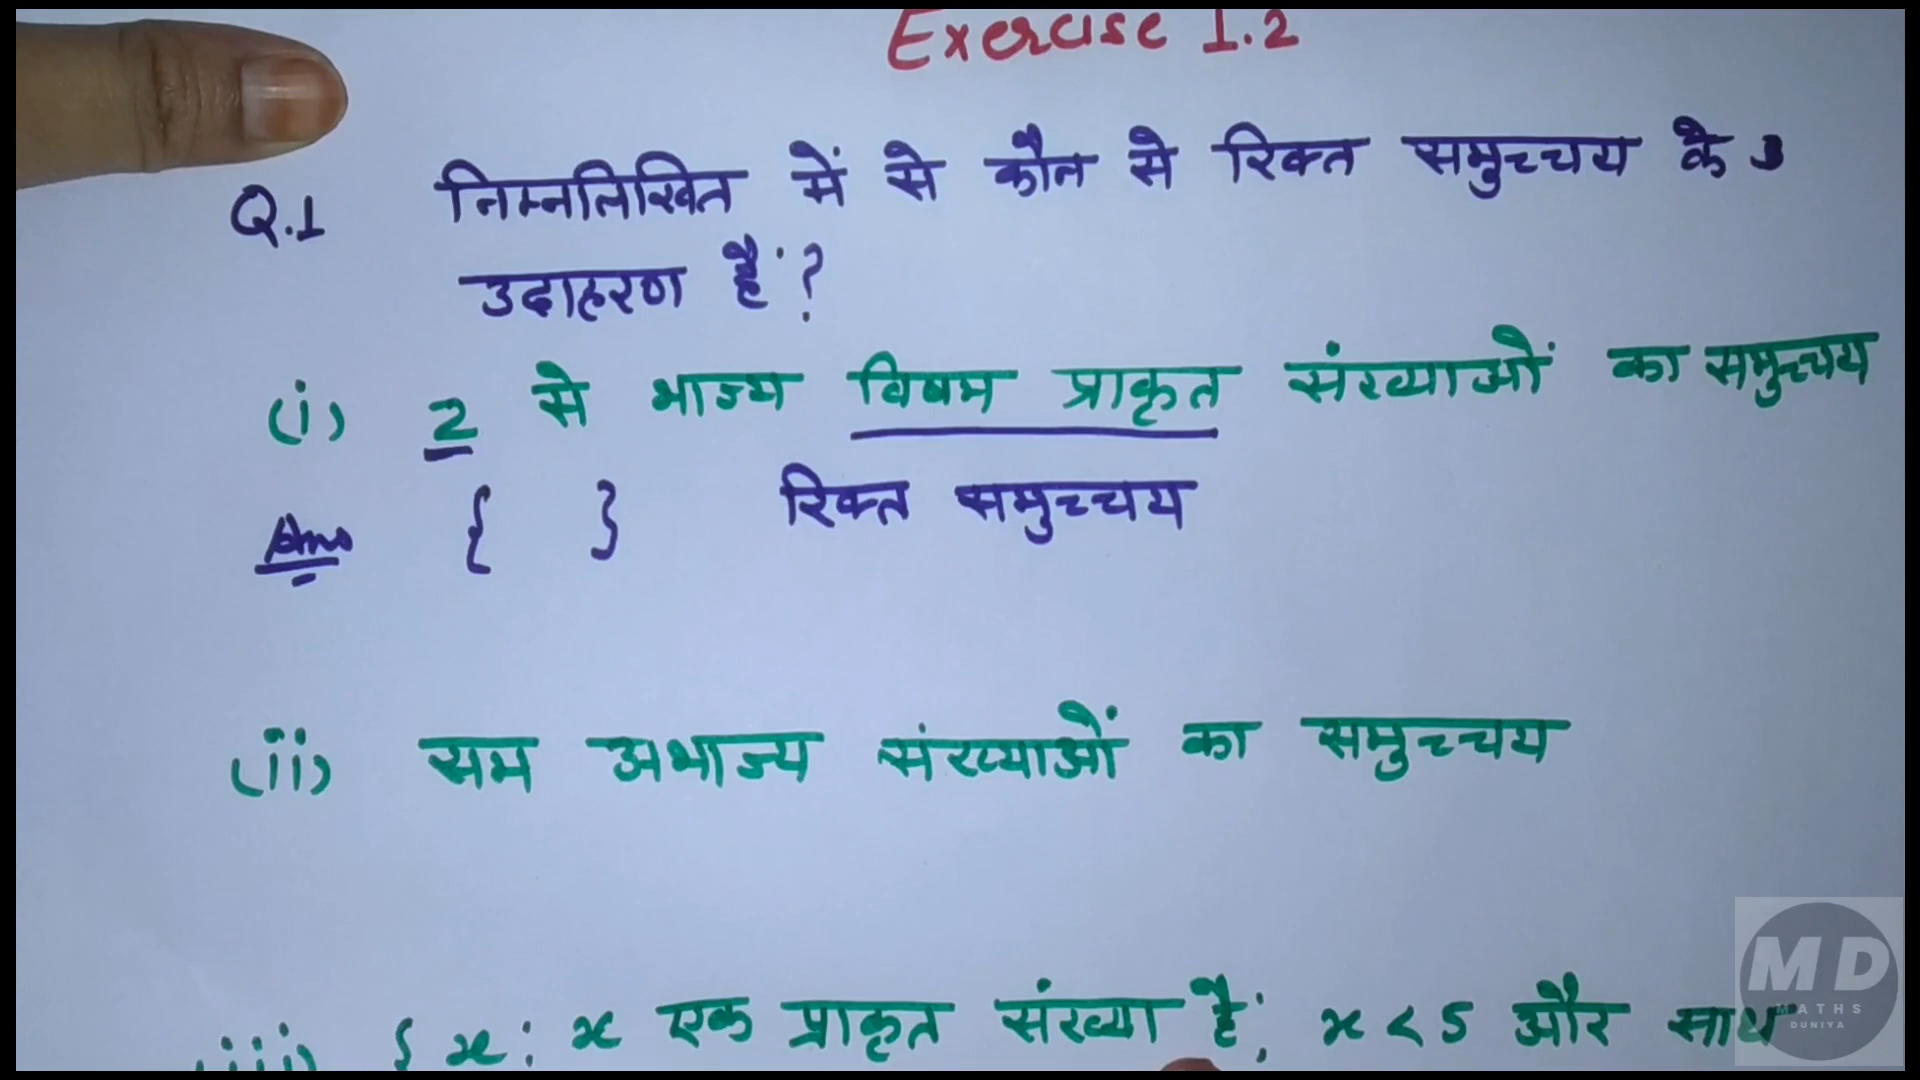 Exercise 1.2
Q.1 निम्नलिखित में से कौन से रिक्त समुच्चय के
उदाहरण हैं ?
(i) 2 से भाज्य विषम प्राकृत संख्याओं का समुच्चय
Ans { } रिक्त समुच्चय
(ii) सम अभाज्य संख्याओं का समुच्चय
(iii) { x : x एक प्राकृत संख्या है; x < 5 और साथ
MD
MATHS
DUNIYA